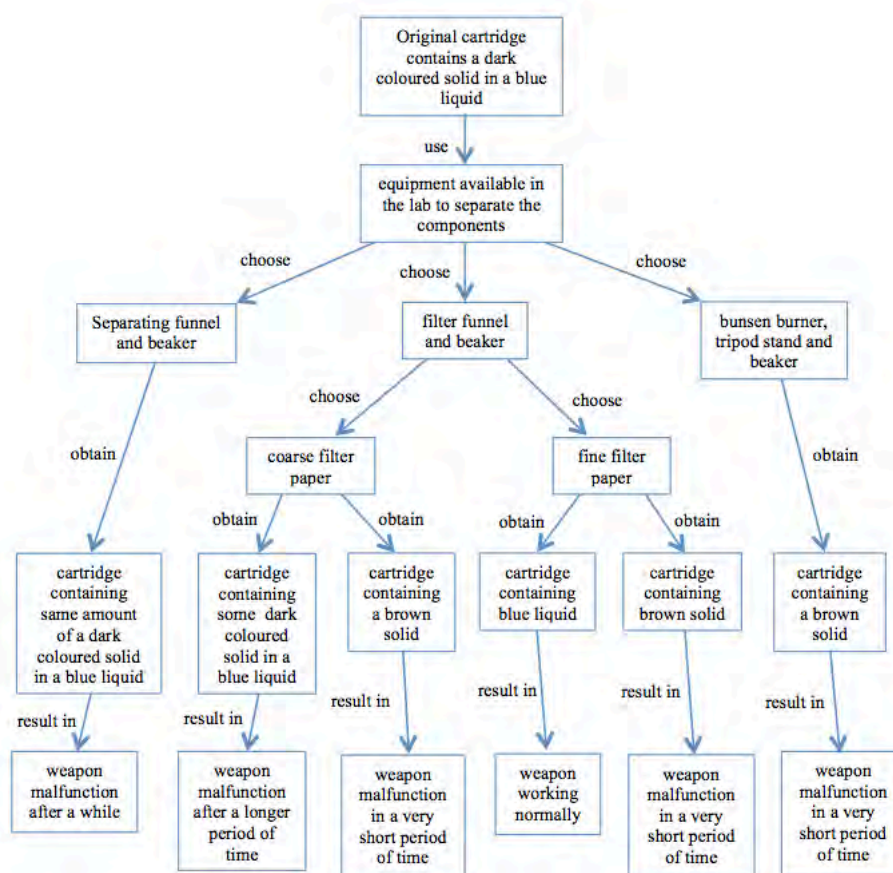 Original cartridge
contains a dark
coloured solid in a blue
liquid
use
equipment available in
the lab to separate the
components
choose
choose
choose
Separating funnel
and beaker
filter funnel
and beaker
bunsen burner,
tripod stand and
beaker
choose
choose
obtain
coarse filter
paper
fine filter
paper
obtain
obtain
obtain
obtain
obtain
cartridge
containing
same amount
of a dark
coloured solid
in a blue liquid
cartridge
containing
some dark
coloured
solid in a
blue liquid
cartridge
containing
a brown
solid
cartridge
containing
blue liquid
cartridge
containing
brown solid
cartridge
containing
a brown
solid
result in
result in
result in
result in
result in
result in
weapon
malfunction
after a while
weapon
malfunction
after a longer
period of
time
weapon
malfunction
in a very
short period
of time
weapon
working
normally
weapon
malfunction
in a very
short period
of time
weapon
malfunction
in a very
short period
of time